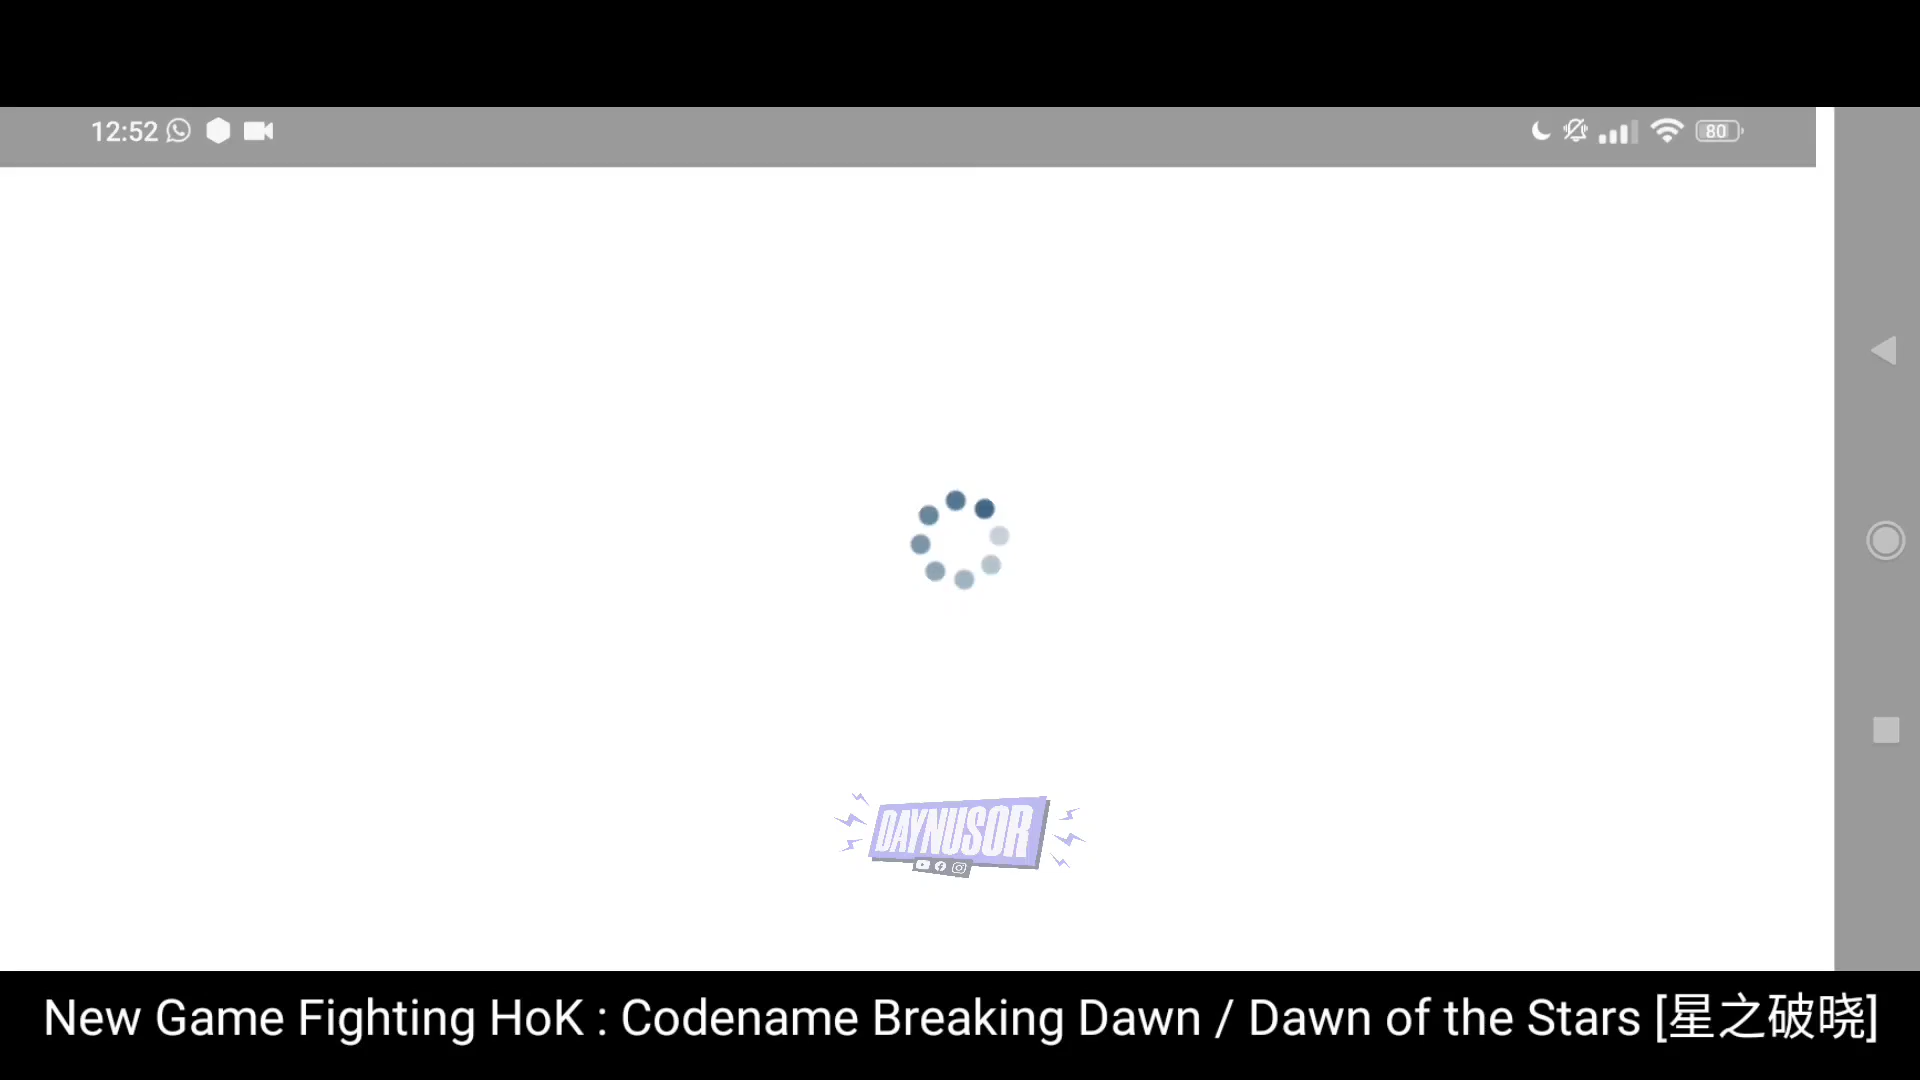 12:52
80
DAYNUSOR
New Game Fighting HoK : Codename Breaking Dawn / Dawn of the Stars [星之破晓]